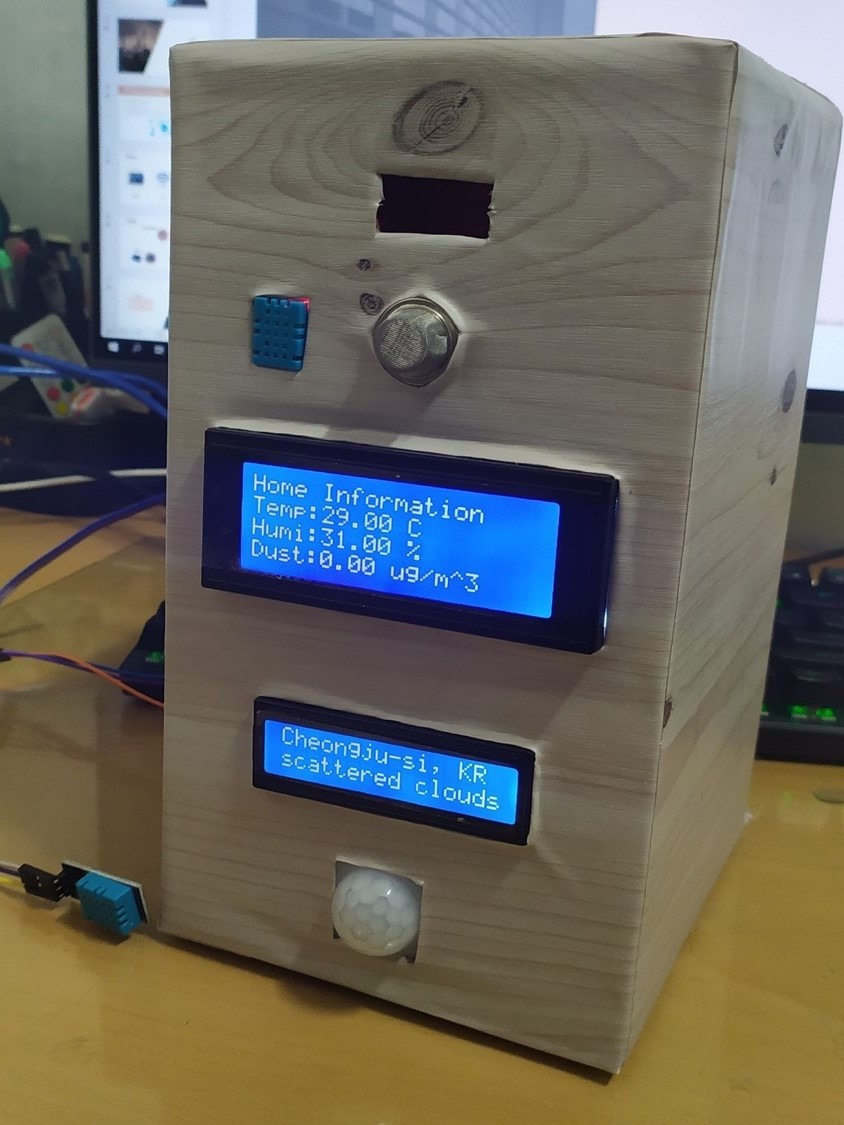 Home Information
Temp:29.00 C
Humi:31.00 %
Dust:0.00 ug/m^3
Cheongju-si, KR
scattered clouds